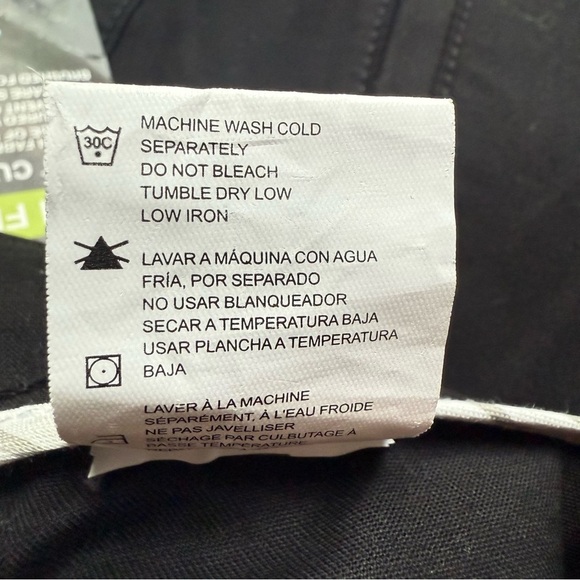 30C
MACHINE WASH COLD
SEPARATELY
DO NOT BLEACH
TUMBLE DRY LOW
LOW IRON
LAVAR A MÁQUINA CON AGUA
FRÍA, POR SEPARADO
NO USAR BLANQUEADOR
SECAR A TEMPERATURA BAJA
USAR PLANCHA A TEMPERATURA
BAJA
LAVER À LA MACHINE
SÉPARÉMENT, À L'EAU FROIDE
NE PAS JAVELLISER
SÉCHAGE PAR CULBUTAGE À
BASSE TEMPÉRATURE